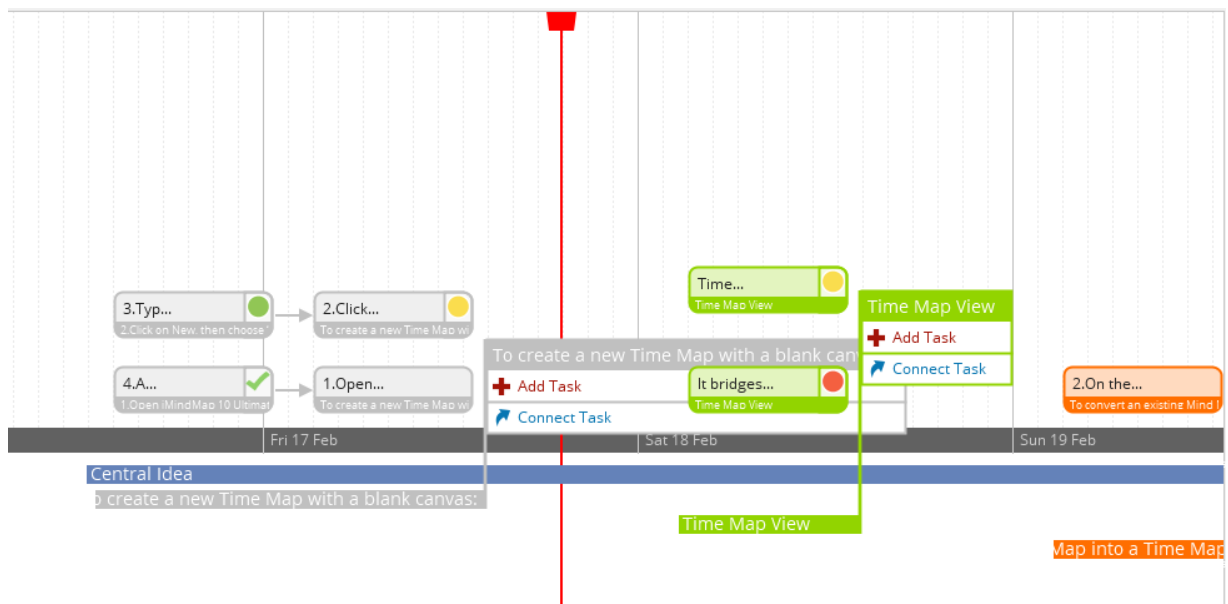 Time...
Time Map View
3.Typ...
2.Click on New, then choose
2.Click...
To create a new Time Map wi
Time Map View
Add Task
Connect Task
To create a new Time Map with a blank can
Add Task
Connect Task
4.A...
1.Open iMindMap 10 Ultimat
1.Open...
To create a new Time Map wi
It bridges...
Time Map View
2.On the...
To convert an existing Mind
Fri 17 Feb
Sat 18 Feb
Sun 19 Feb
Central Idea
o create a new Time Map with a blank canvas:
Time Map View
Map into a Time Map